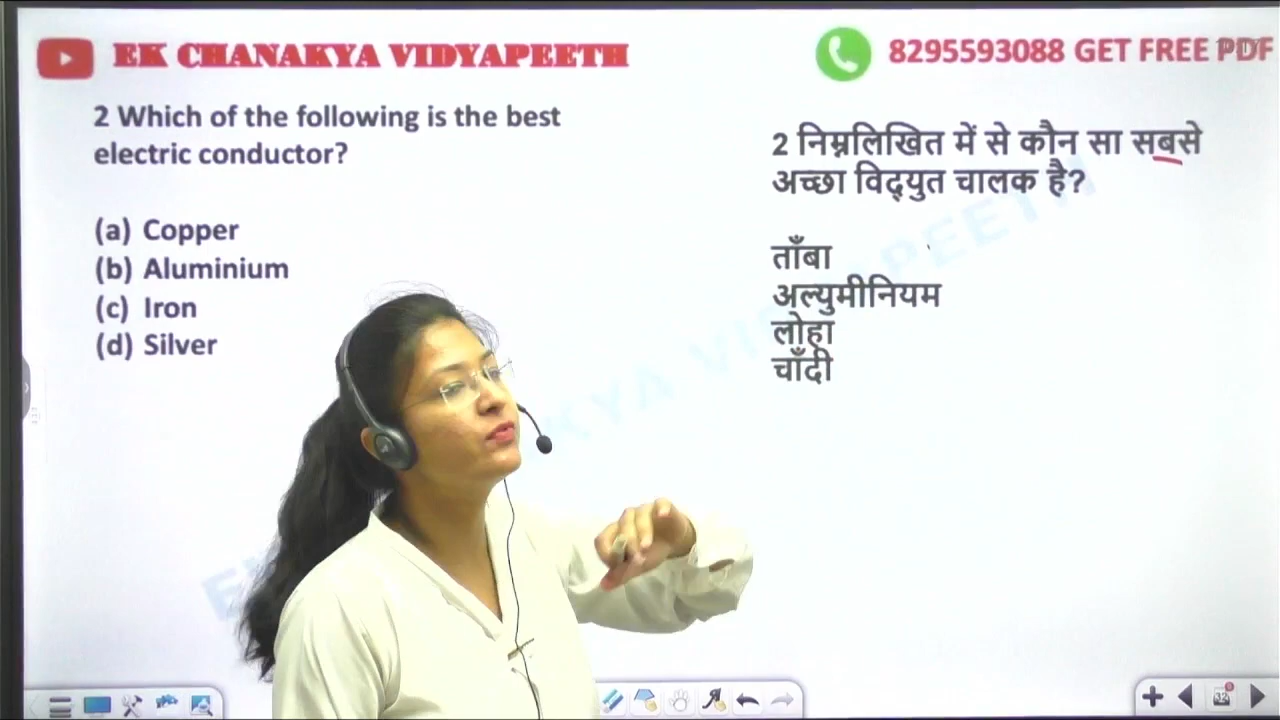 EK CHANAKYA VIDYAPEETH
8295593088 GET FREE PDF
2 Which of the following is the best
electric conductor?
(a) Copper
(b) Aluminium
(c) Iron
(d) Silver
2 निम्नलिखित में से कौन सा सबसे
अच्छा विद्युत चालक है?
ताँबा
अल्युमीनियम
लोहा
चाँदी